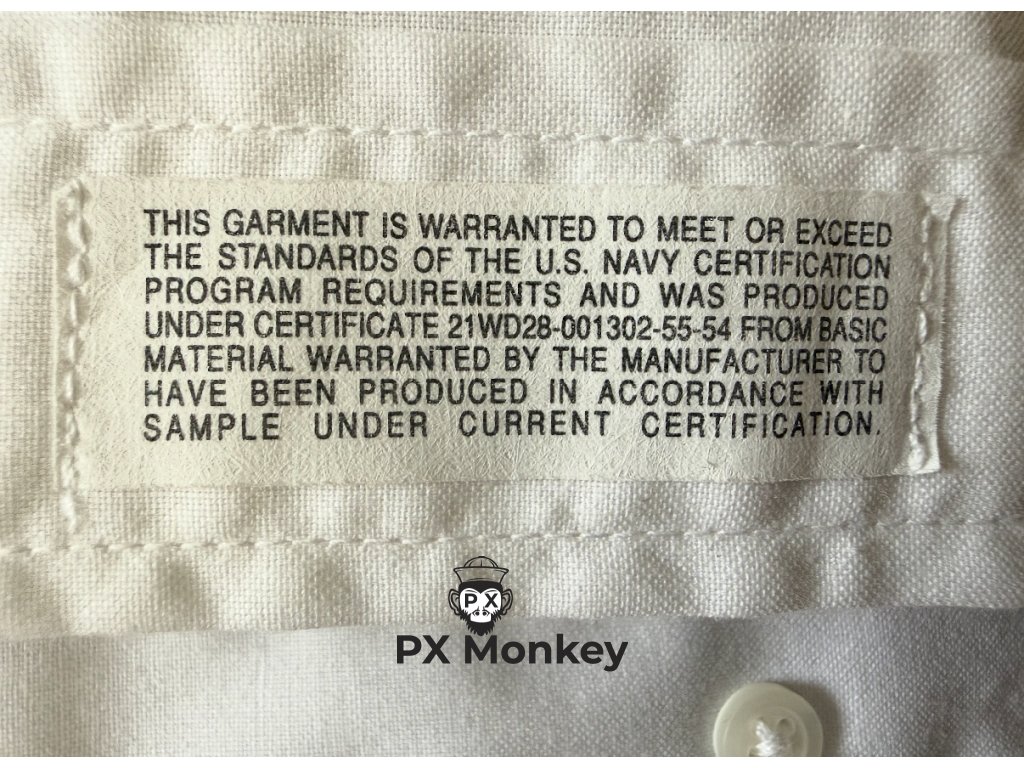 THIS GARMENT IS WARRANTED TO MEET OR EXCEED
THE STANDARDS OF THE U.S. NAVY CERTIFICATION
PROGRAM REQUIREMENTS AND WAS PRODUCED
UNDER CERTIFICATE 21WD28-001302-55-54 FROM BASIC
MATERIAL WARRANTED BY THE MANUFACTURER TO
HAVE BEEN PRODUCED IN ACCORDANCE WITH
SAMPLE UNDER CURRENT CERTIFICATION.
PX
PX Monkey